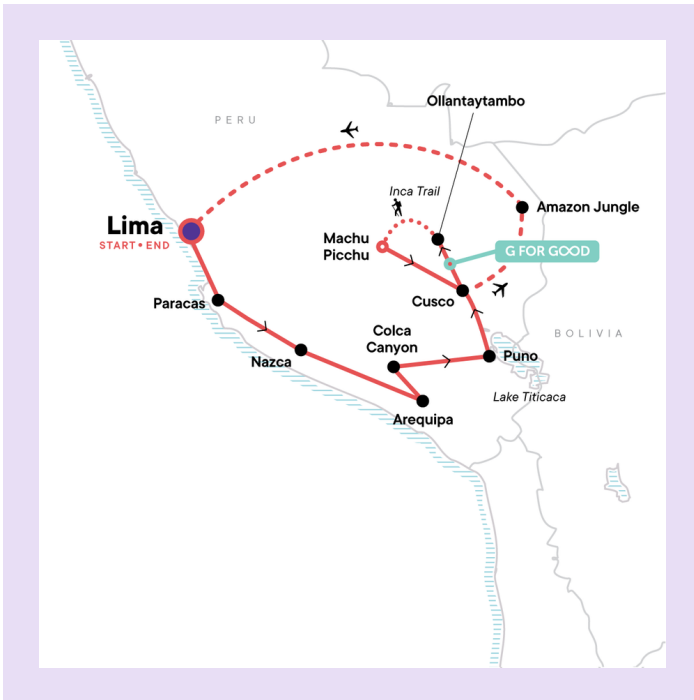 Ollantaytambo
PERU
Inca Trail
Amazon Jungle
Lima
START • END
Machu
Picchu
G FOR GOOD
Cusco
Paracas
Colca
Canyon
BOLIVIA
Nazca
Puno
Lake Titicaca
Arequipa